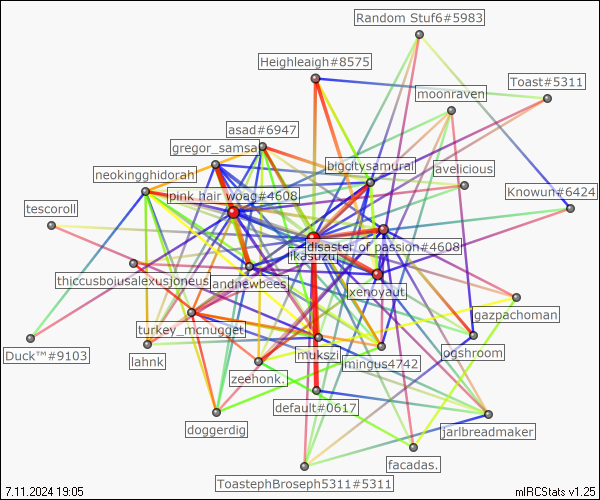 Random Stuf6#5983
Heighleaigh#8575
Toast#5311
moonraven
asad#6947
gregor_samsa
bigcitysamurai
avelicious
neokingghidorah
pink hair woag#4608
Knowun#6424
tescoroll
disaster of passion#4608
ikasuzu
thiccusboiusalexusjoneus
landnewbees
xenoyaut
gazpachoman
turkey_mcnugget
ogshroom
Duck™#9103
lahnk
mukszi
mingus4742
zeehonk.
default#0617
doggerdig
jarlbreadmaker
facadas.
ToastephBroseph5311#5311
7.11.2024 19:05
mIRCStats v1.25